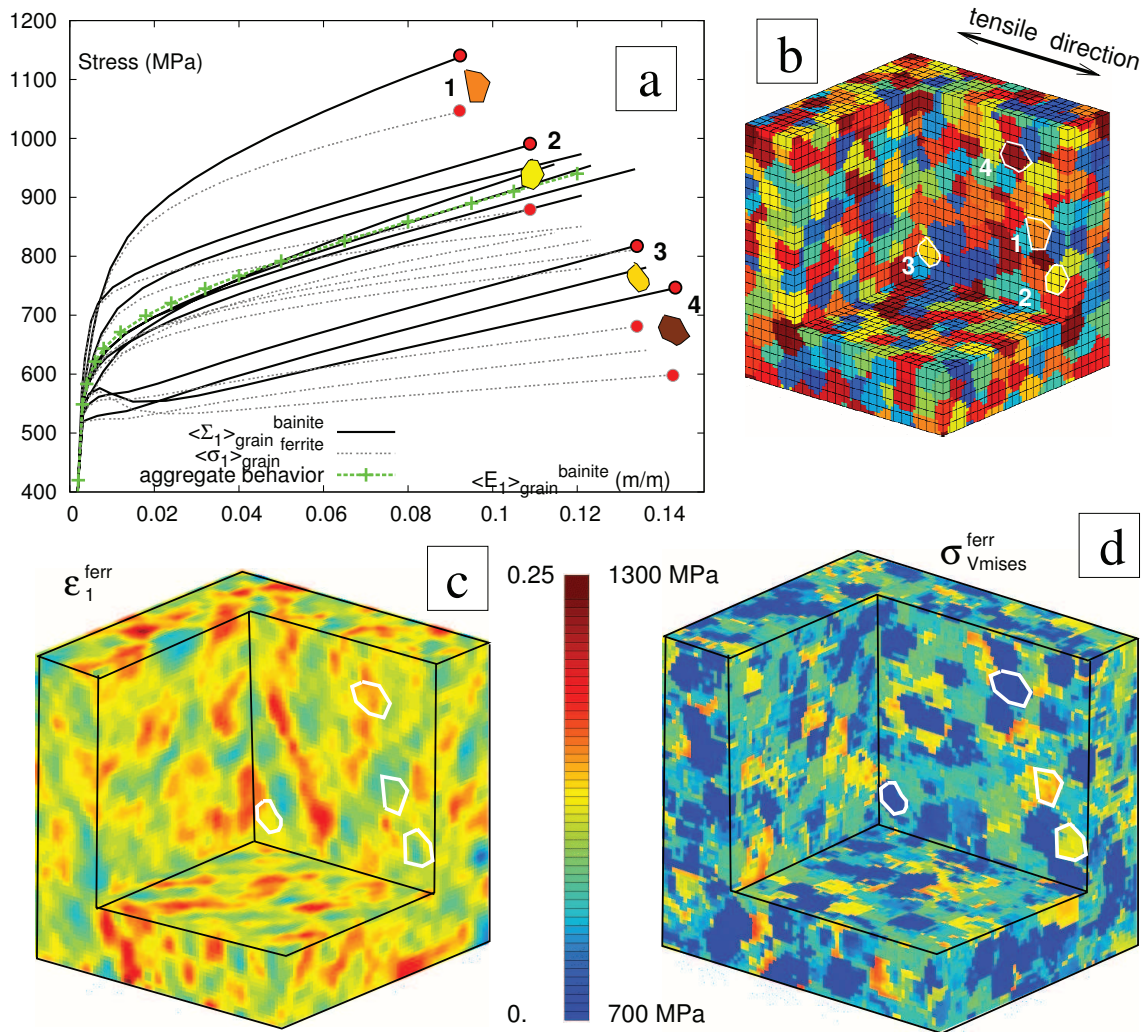 1200
1100
1000
900
800
700
600
500
400
Stress (MPa)
a
1
2
3
4
<Σ₁>grain bainite
<σ₁>grain ferrite
aggregate behavior
<E₁>grain bainite (m/m)
0 0.02 0.04 0.06 0.08 0.1 0.12 0.14
b
tensile direction
4
1
3
2
ε₁ ferr
c
0.25 1300 MPa
0. 700 MPa
σVmises ferr
d